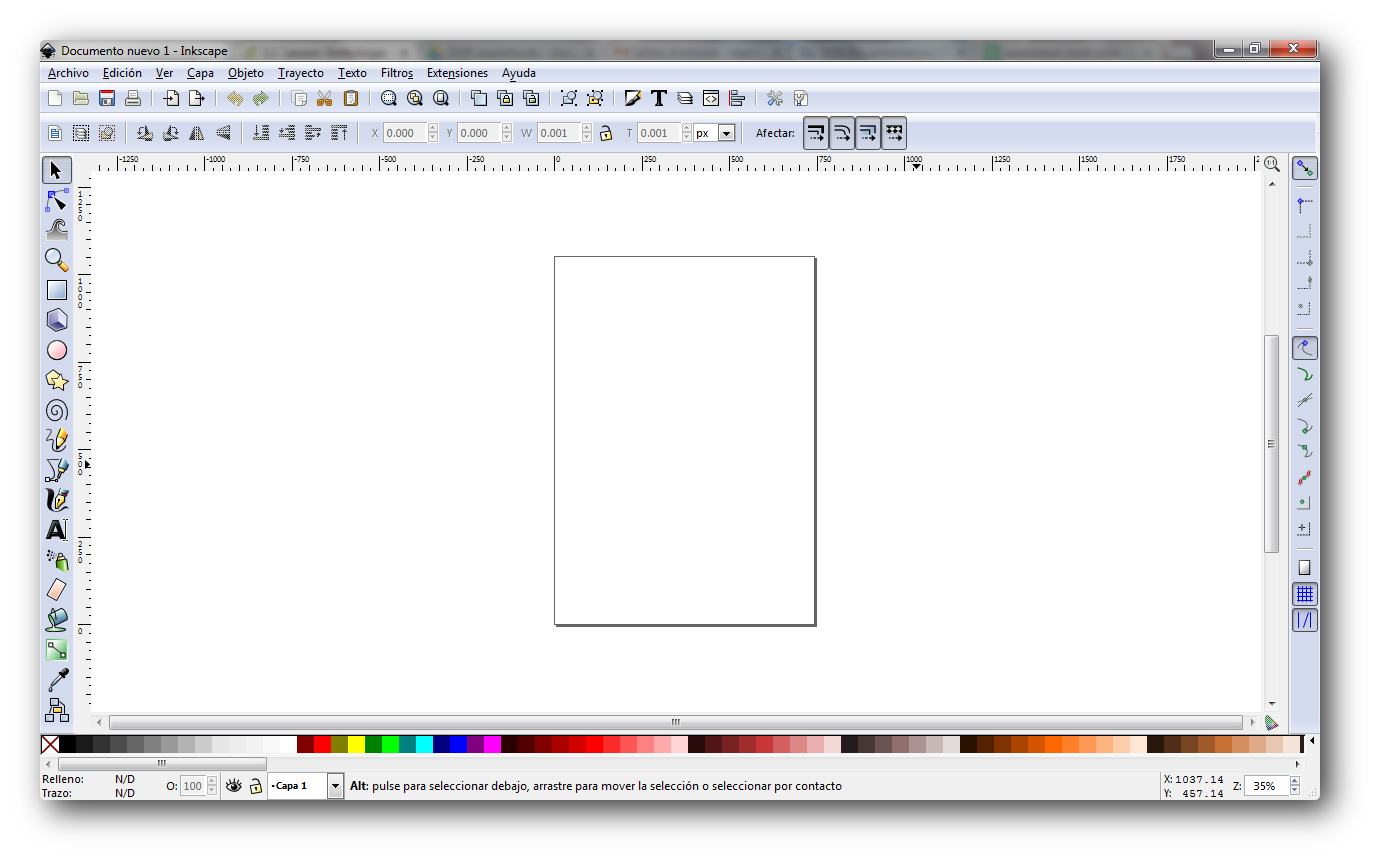 Documento nuevo 1 - Inkscape
Archivo Edición Ver Capa Objeto Trayecto Texto Filtros Extensiones Ayuda
X 0.000 Y 0.000 W 0.001 T 0.001 px Afectar:
-1250 -1000 -750 -500 -250 0 250 500 750 1000 1250 1500 1750
1:1
1250
1000
750
500
250
0
Relleno: N/D
Trazo: N/D
O: 100
•Capa 1
Alt: pulse para seleccionar debajo, arrastre para mover la selección o seleccionar por contacto
X: 1037.14
Y: 457.14
Z: 35%